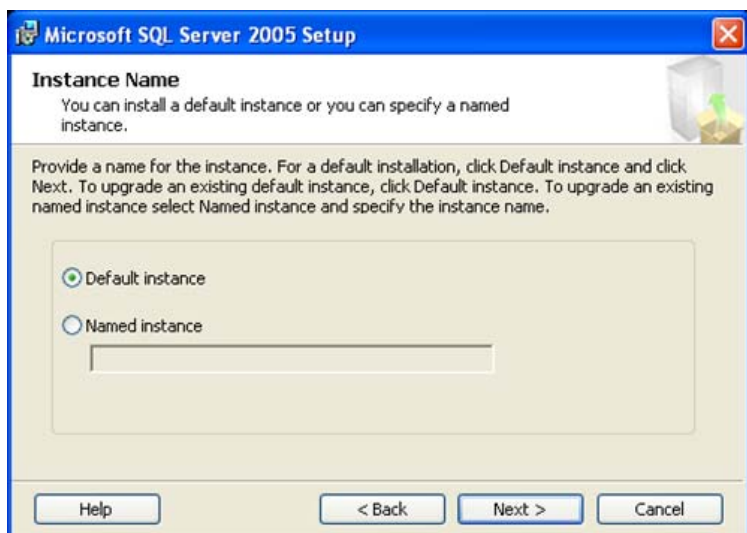 Microsoft SQL Server 2005 Setup
Instance Name
You can install a default instance or you can specify a named
instance.
Provide a name for the instance. For a default installation, click Default instance and click
Next. To upgrade an existing default instance, click Default instance. To upgrade an existing
named instance select Named instance and specify the instance name.
Default instance
Named instance
Help
< Back
Next >
Cancel